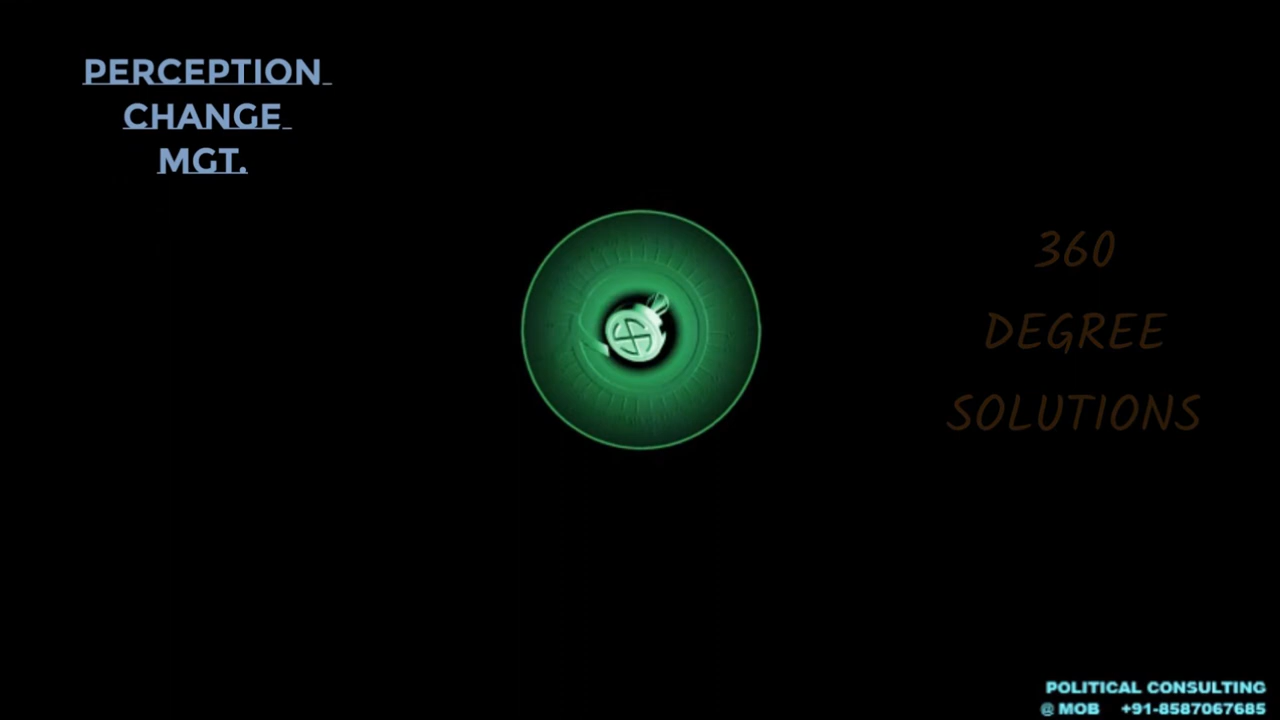 PERCEPTION
CHANGE
MGT.
360
DEGREE
SOLUTIONS
POLITICAL CONSULTING
@ MOB +91-8587067685